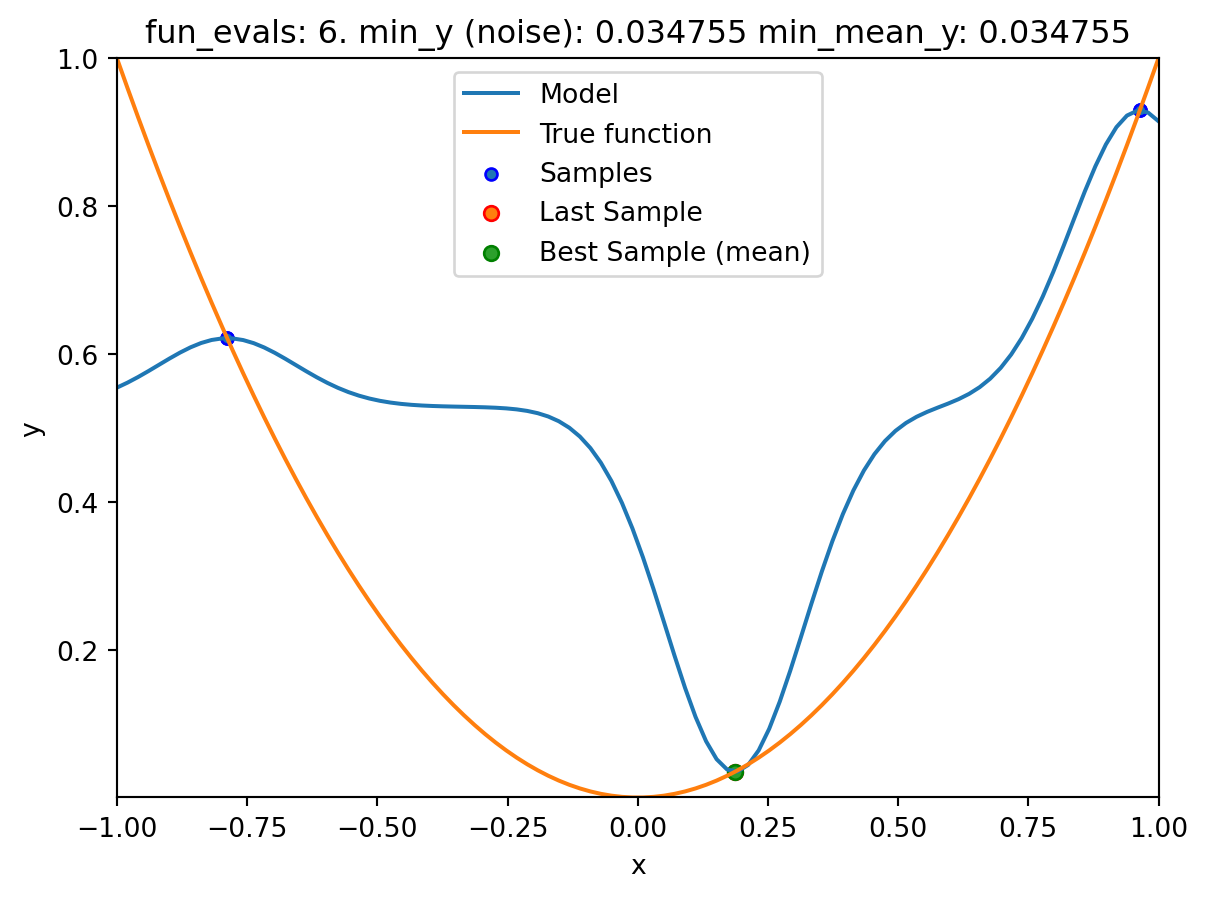 fun_evals: 6. min_y (noise): 0.034755 min_mean_y: 0.034755
Model
True function
Samples
Last Sample
Best Sample (mean)
1.0
0.8
0.6
0.4
0.2
y
−1.00 −0.75 −0.50 −0.25 0.00 0.25 0.50 0.75 1.00
x